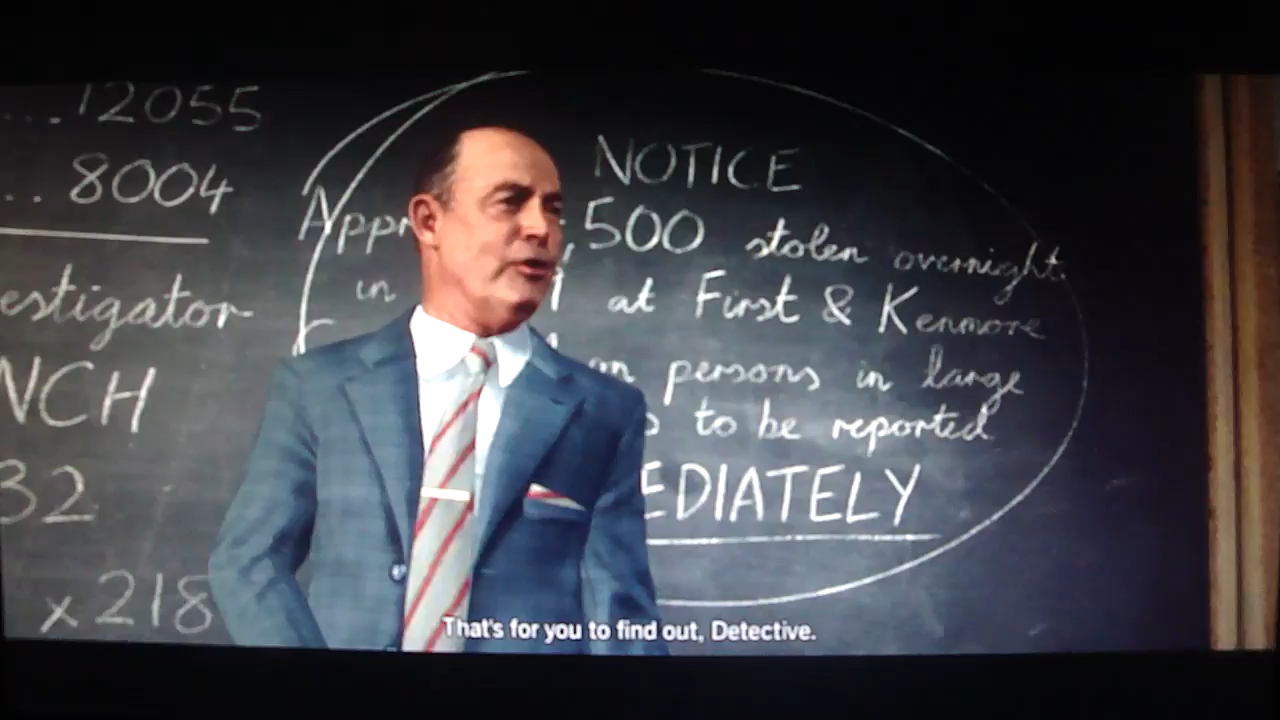 ...12055
.. 8004
estigator
NCH
32
x218
NOTICE
Appr ,500 stolen overnight
in at First & Kenmore
on persons in large
to be reported
EDIATELY
That's for you to find out, Detective.